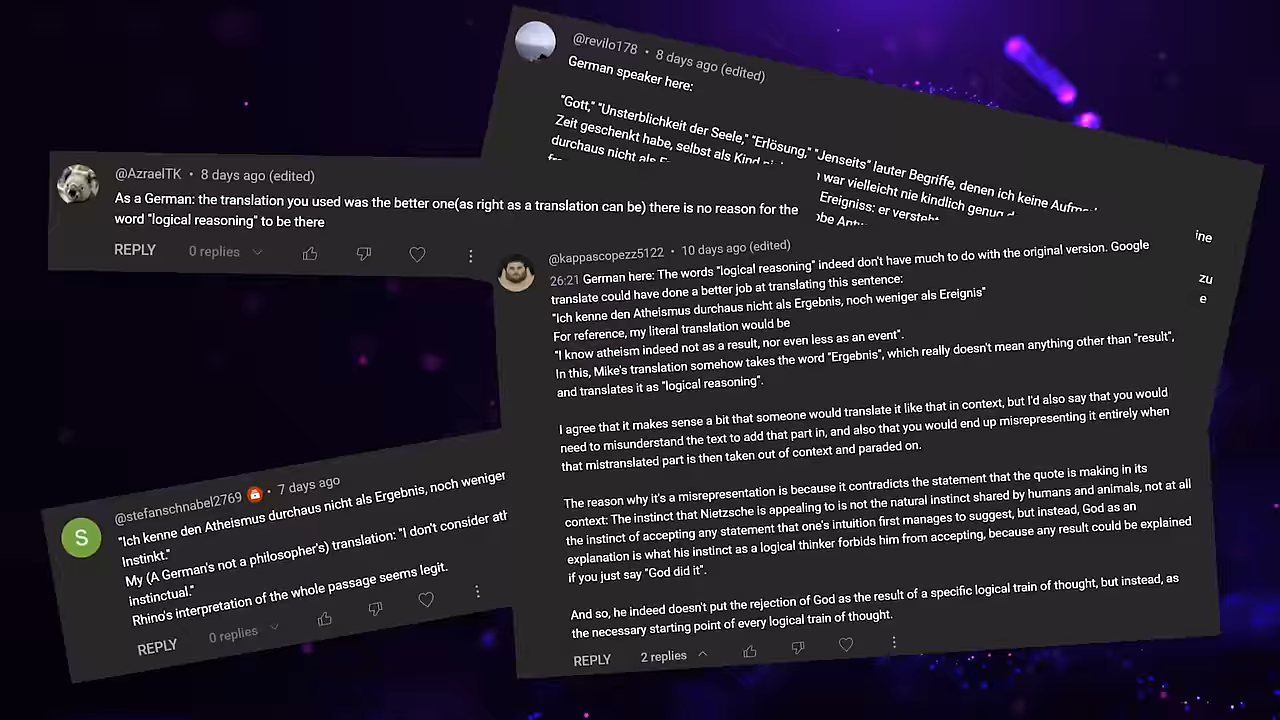 @revilo178 • 8 days ago (edited)
German speaker here:
"Gott," "Unsterblichkeit der Seele," "Erlösung," "Jenseits" lauter Begriffe, denen ich keine
Zeit geschenkt habe, selbst als Kind
war vielleicht nie kindlich genug
durchaus nicht als
Ereigniss: er versteht
ine
zu
e
@AzraelTK • 8 days ago (edited)
As a German: the translation you used was the better one(as right as a translation can be) there is no reason for the
word "logical reasoning" to be there
REPLY 0 replies
@kappascopezz5122 • 10 days ago (edited)
26:21 German here: The words "logical reasoning" indeed don't have much to do with the original version. Google
translate could have done a better job at translating this sentence:
"Ich kenne den Atheismus durchaus nicht als Ergebnis, noch weniger als Ereignis"
For reference, my literal translation would be
"I know atheism indeed not as a result, nor even less as an event".
In this, Mike's translation somehow takes the word "Ergebnis", which really doesn't mean anything other than "result",
and translates it as "logical reasoning".
I agree that it makes sense a bit that someone would translate it like that in context, but I'd also say that you would
need to misunderstand the text to add that part in, and also that you would end up misrepresenting it entirely when
that mistranslated part is then taken out of context and paraded on.
The reason why it's a misrepresentation is because it contradicts the statement that the quote is making in its
context: The instinct that Nietzsche is appealing to is not the natural instinct shared by humans and animals, not at all
the instinct of accepting any statement that one's intuition first manages to suggest, but instead, God as an
explanation is what his instinct as a logical thinker forbids him from accepting, because any result could be explained
if you just say "God did it".
And so, he indeed doesn't put the rejection of God as the result of a specific logical train of thought, but instead, as
the necessary starting point of every logical train of thought.
REPLY 2 replies
@stefanschnabel2769 • 7 days ago
"Ich kenne den Atheismus durchaus nicht als Ergebnis, noch weniger
Instinkt."
My (A German's not a philosopher's) translation: "I don't consider ath
instinctual."
Rhino's interpretation of the whole passage seems legit.
REPLY 0 replies
S